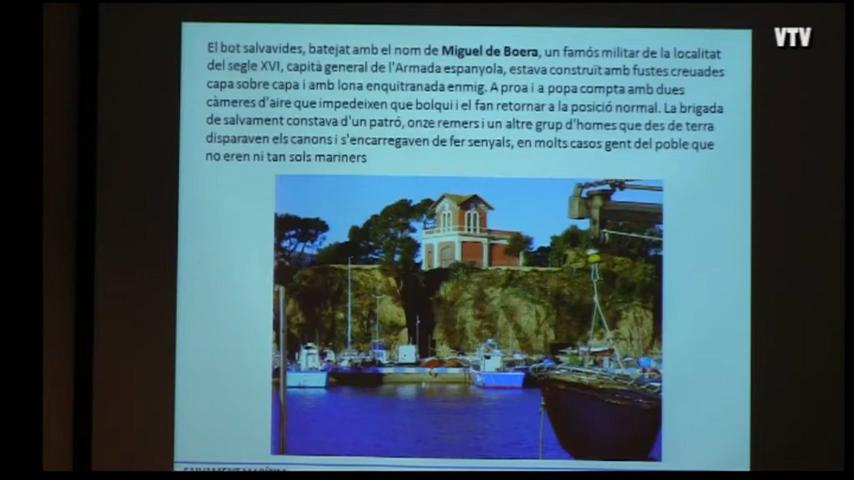 VTV
El bot salvavides, batejat amb el nom de Miguel de Boera, un famós militar de la localitat
del segle XVI, capità general de l'Armada espanyola, estava construït amb fustes creuades
capa sobre capa i amb lona enquitranada enmig. A proa i a popa compta amb dues
càmeres d'aire que impedeixen que bolqui i el fan retornar a la posició normal. La brigada
de salvament constava d'un patró, onze remers i un altre grup d'homes que des de terra
disparaven els canons i s'encarregaven de fer senyals, en molts casos gent del poble que
no eren ni tan sols mariners